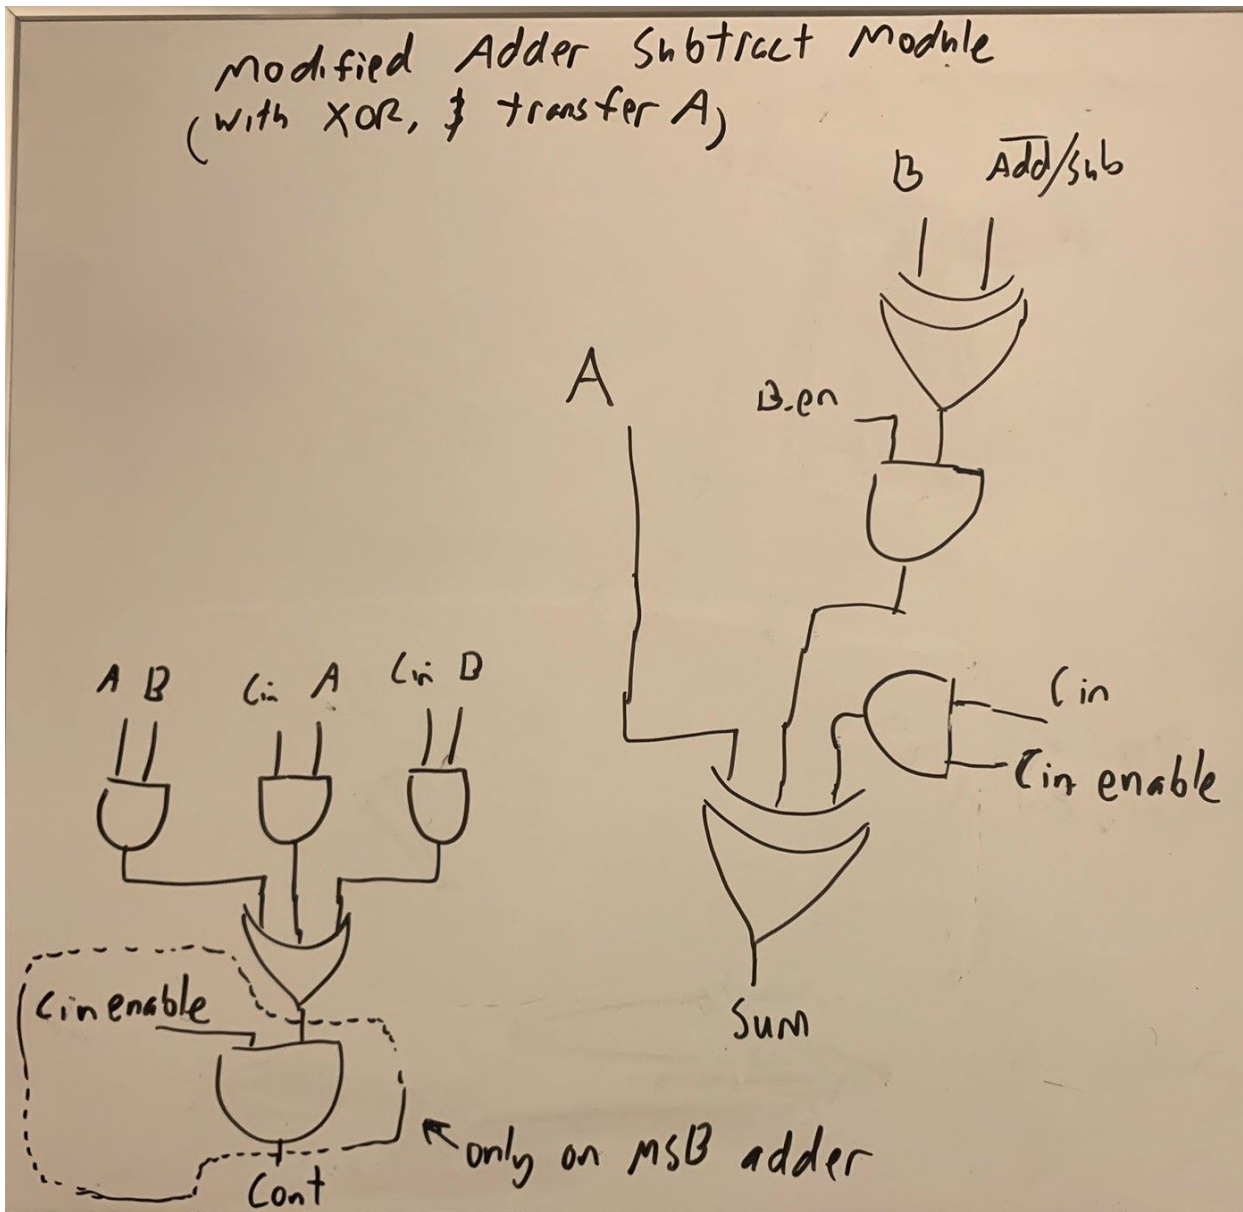 Modified Adder Subtract Module
(with XOR, & transfer A)
B A̅d̅d̅/Sub
A
B-en
A B Cin A Cin B
Cin
Cin enable
Cin enable
Sum
only on MSB adder
Cout